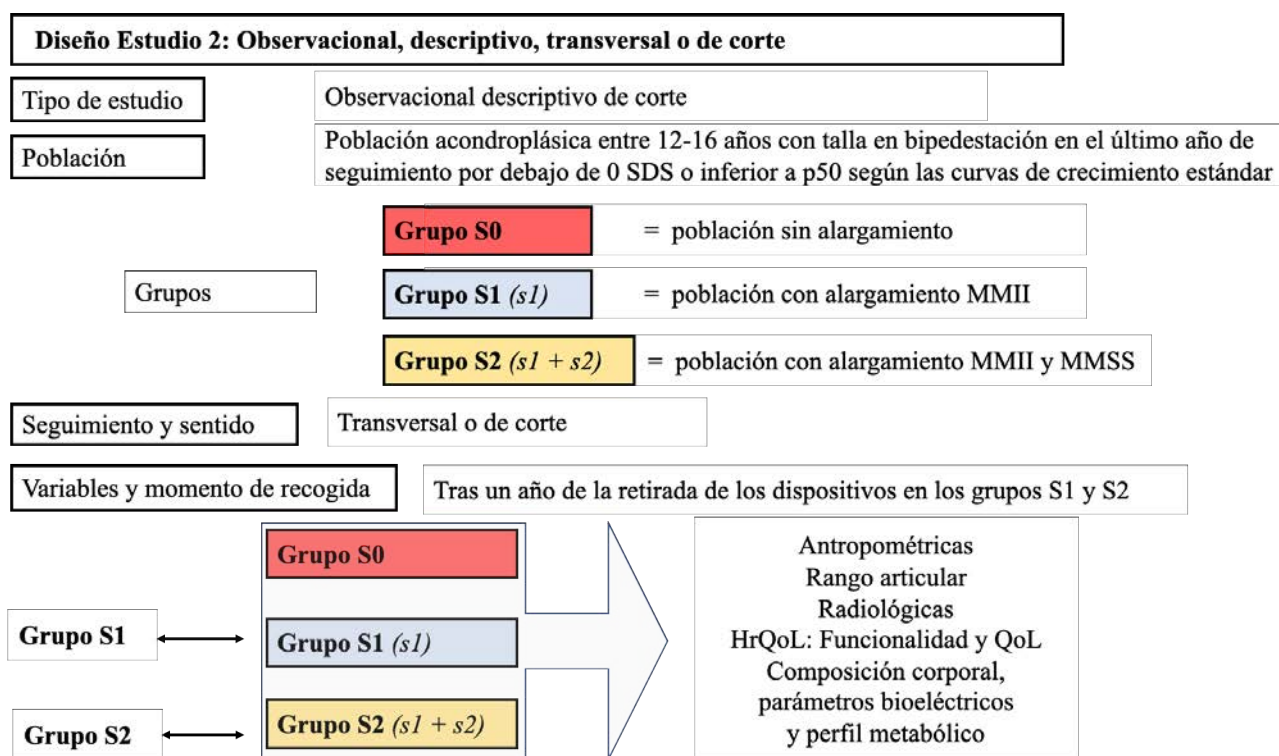 Diseño Estudio 2: Observacional, descriptivo, transversal o de corte
Tipo de estudio
Observacional descriptivo de corte
Población
Población acondroplásica entre 12-16 años con talla en bipedestación en el último año de
seguimiento por debajo de 0 SDS o inferior a p50 según las curvas de crecimiento estándar
Grupos
Grupo S0 = población sin alargamiento
Grupo S1 (s1) = población con alargamiento MMII
Grupo S2 (s1 + s2) = población con alargamiento MMII y MMSS
Seguimiento y sentido
Transversal o de corte
Variables y momento de recogida
Tras un año de la retirada de los dispositivos en los grupos S1 y S2
Grupo S1
Grupo S2
Grupo S0
Grupo S1 (s1)
Grupo S2 (s1 + s2)
Antropométricas
Rango articular
Radiológicas
HrQoL: Funcionalidad y QoL
Composición corporal,
parámetros bioeléctricos
y perfil metabólico